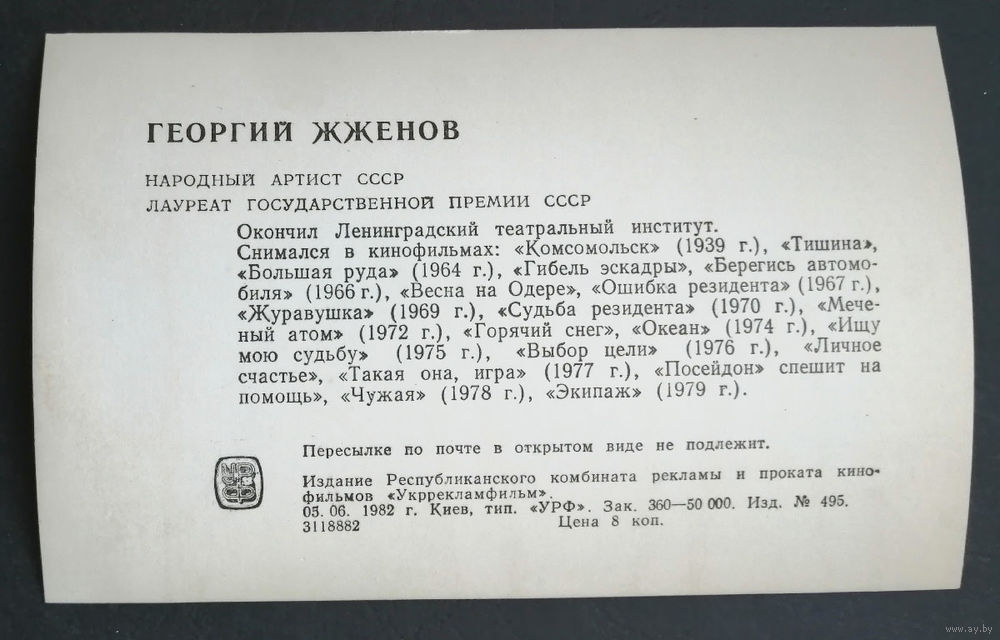 ГЕОРГИЙ ЖЖЕНОВ
НАРОДНЫЙ АРТИСТ СССР
ЛАУРЕАТ ГОСУДАРСТВЕННОЙ ПРЕМИИ СССР
Окончил Ленинградский театральный институт.
Снимался в кинофильмах: «Комсомольск» (1939 г.), «Тишина»,
«Большая руда» (1964 г.), «Гибель эскадры», «Берегись автомо-
биля» (1966 г.), «Весна на Одере», «Ошибка резидента» (1967 г.),
«Журавушка» (1969 г.), «Судьба резидента» (1970 г.), «Мече-
ный атом» (1972 г.), «Горячий снег», «Океан» (1974 г.), «Ищу
мою судьбу» (1975 г.), «Выбор цели» (1976 г.), «Личное
счастье», «Такая она, игра» (1977 г.), «Посейдон» спешит на
помощь», «Чужая» (1978 г.), «Экипаж» (1979 г.).
Пересылке по почте в открытом виде не подлежит.
Издание Республиканского комбината рекламы и проката кино-
фильмов «Укррекламфильм».
05. 06. 1982 г. Киев, тип. «УРФ». Зак. 360—50 000. Изд. № 495.
3118882 Цена 8 коп.
www.ay.by